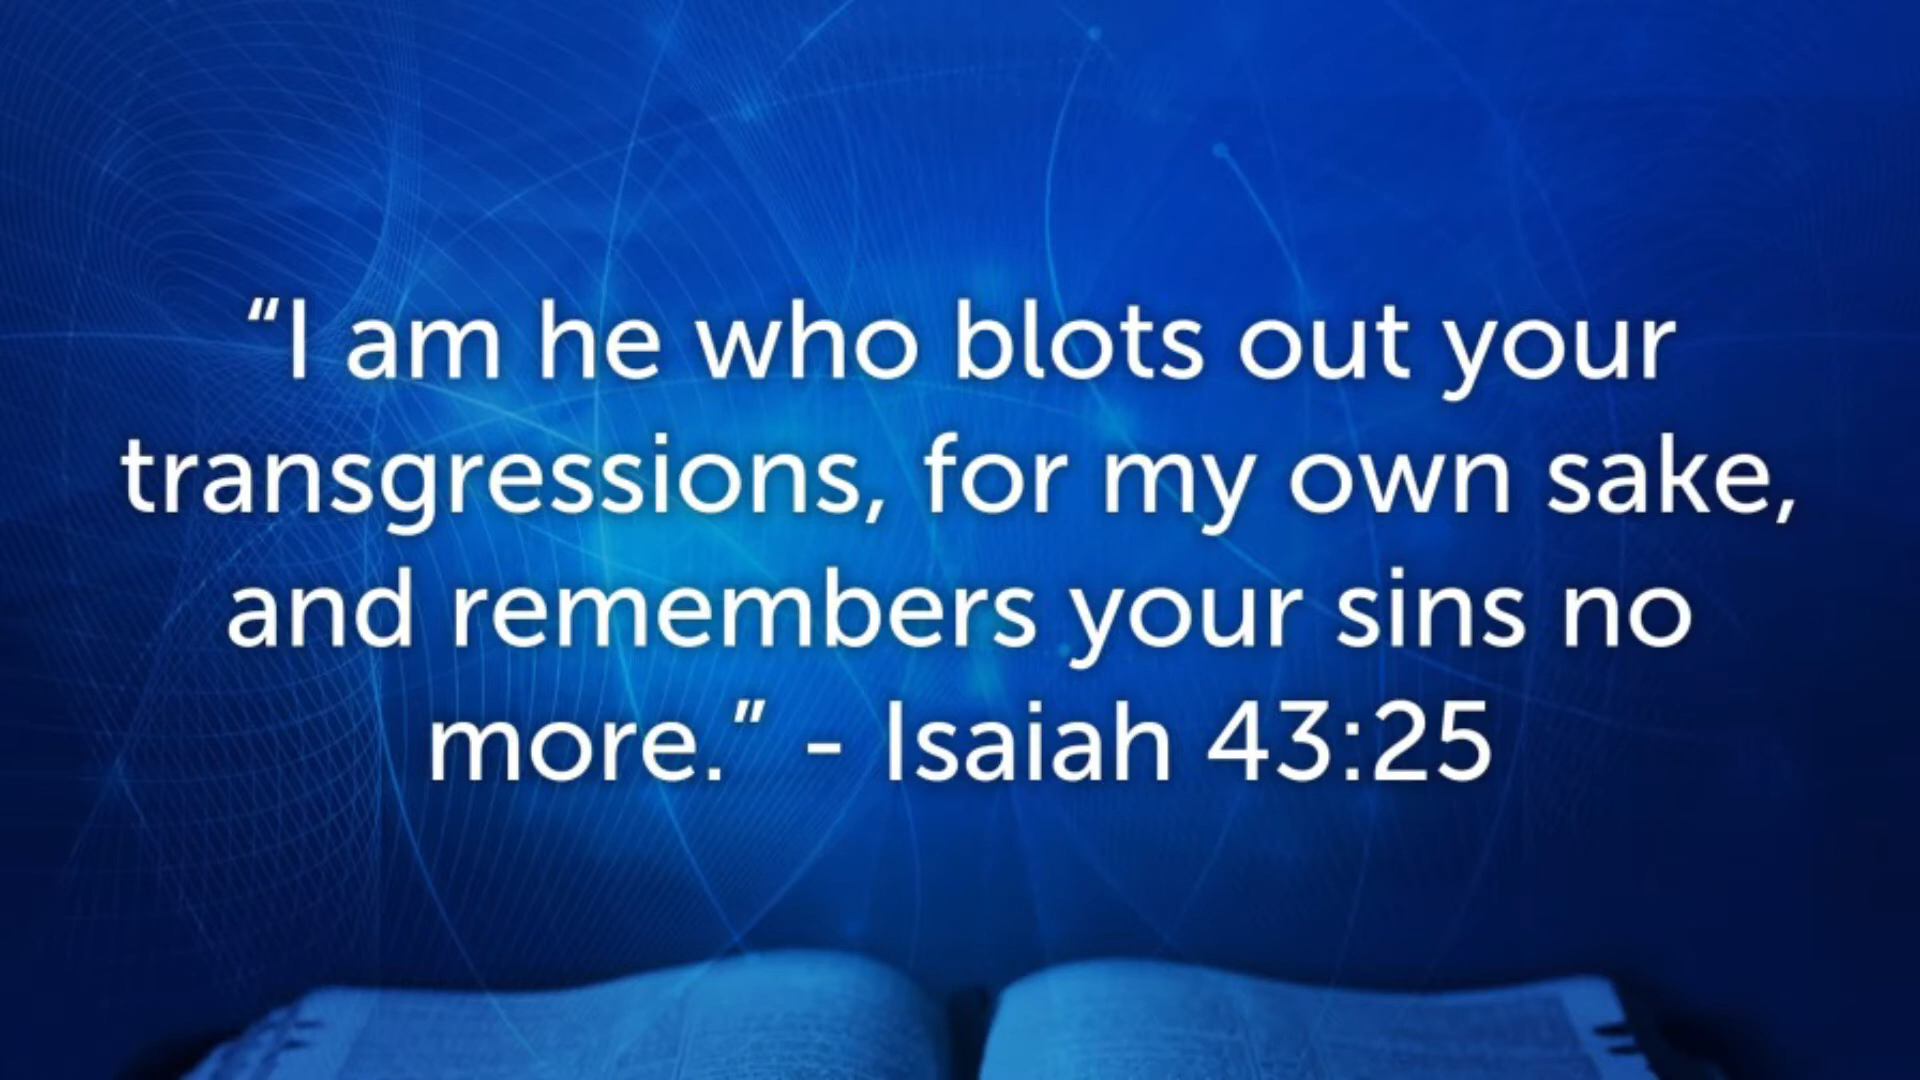 “I am he who blots out your
transgressions, for my own sake,
and remembers your sins no
more.” - Isaiah 43:25